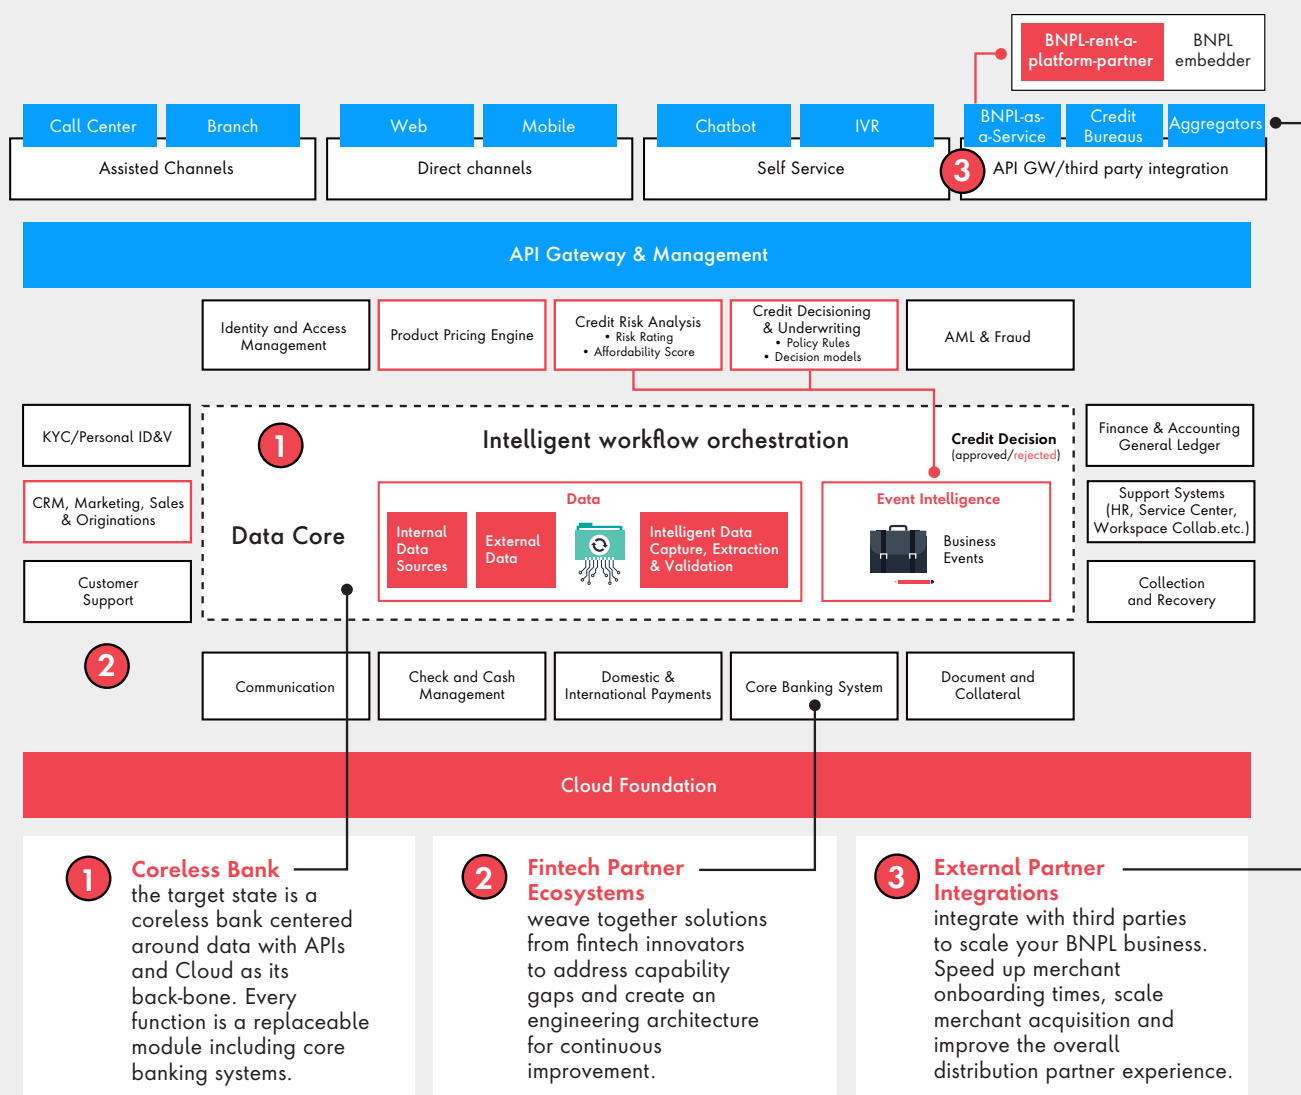 BNPL-rent-a-
platform-partner
BNPL
embedder
Call Center
Branch
Assisted Channels
Web
Mobile
Direct channels
Chatbot
IVR
Self Service
BNPL-as-
a-Service
Credit
Bureaus
Aggregators
3
API GW/third party integration
API Gateway & Management
Identity and Access
Management
Product Pricing Engine
Credit Risk Analysis
• Risk Rating
• Affordability Score
Credit Decisioning
& Underwriting
• Policy Rules
• Decision models
AML & Fraud
KYC/Personal ID&V
CRM, Marketing, Sales
& Originations
Customer
Support
2
1
Intelligent workflow orchestration
Credit Decision
(approved/rejected)
Data Core
Data
Internal
Data
Sources
External
Data
Intelligent Data
Capture, Extraction
& Validation
Event Intelligence
Business
Events
Finance & Accounting
General Ledger
Support Systems
(HR, Service Center,
Workspace Collab.etc.)
Collection
and Recovery
Communication
Check and Cash
Management
Domestic &
International Payments
Core Banking System
Document and
Collateral
Cloud Foundation
1
Coreless Bank
the target state is a
coreless bank centered
around data with APIs
and Cloud as its
back-bone. Every
function is a replaceable
module including core
banking systems.
2
Fintech Partner
Ecosystems
weave together solutions
from fintech innovators
to address capability
gaps and create an
engineering architecture
for continuous
improvement.
3
External Partner
Integrations
integrate with third parties
to scale your BNPL business.
Speed up merchant
onboarding times, scale
merchant acquisition and
improve the overall
distribution partner experience.